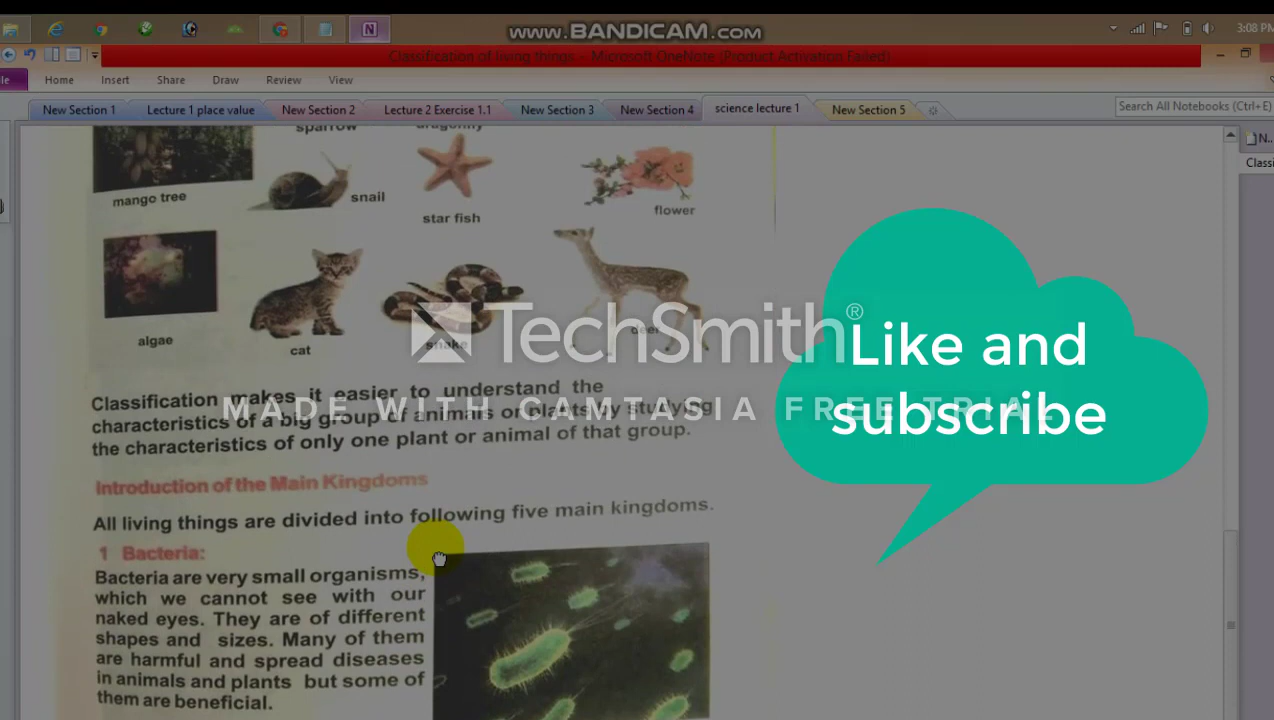 www.BANDICAM.com
3:08 PM
Classification of living things. - Microsoft OneNote (Product Activation Failed)
Home Insert Share Draw Review View
New Section 1 Lecture 1 place value New Section 2 Lecture 2 Exercise 1.1 New Section 3 New Section 4 science lecture 1 New Section 5 Search All Notebooks (Ctrl+E)
N..
Classi
sparrow dragonfly
mango tree snail
star fish flower
algae cat snake deer
TechSmith®
MADE WITH CAMTASIA FREE TRIAL
Like and
subscribe
Classification makes it easier to understand the
characteristics of a big group of animals or plants by studying
the characteristics of only one plant or animal of that group.
Introduction of the Main Kingdoms
All living things are divided into following five main kingdoms.
1 Bacteria:
Bacteria are very small organisms,
which we cannot see with our
naked eyes. They are of different
shapes and sizes. Many of them
are harmful and spread diseases
in animals and plants but some of
them are beneficial.